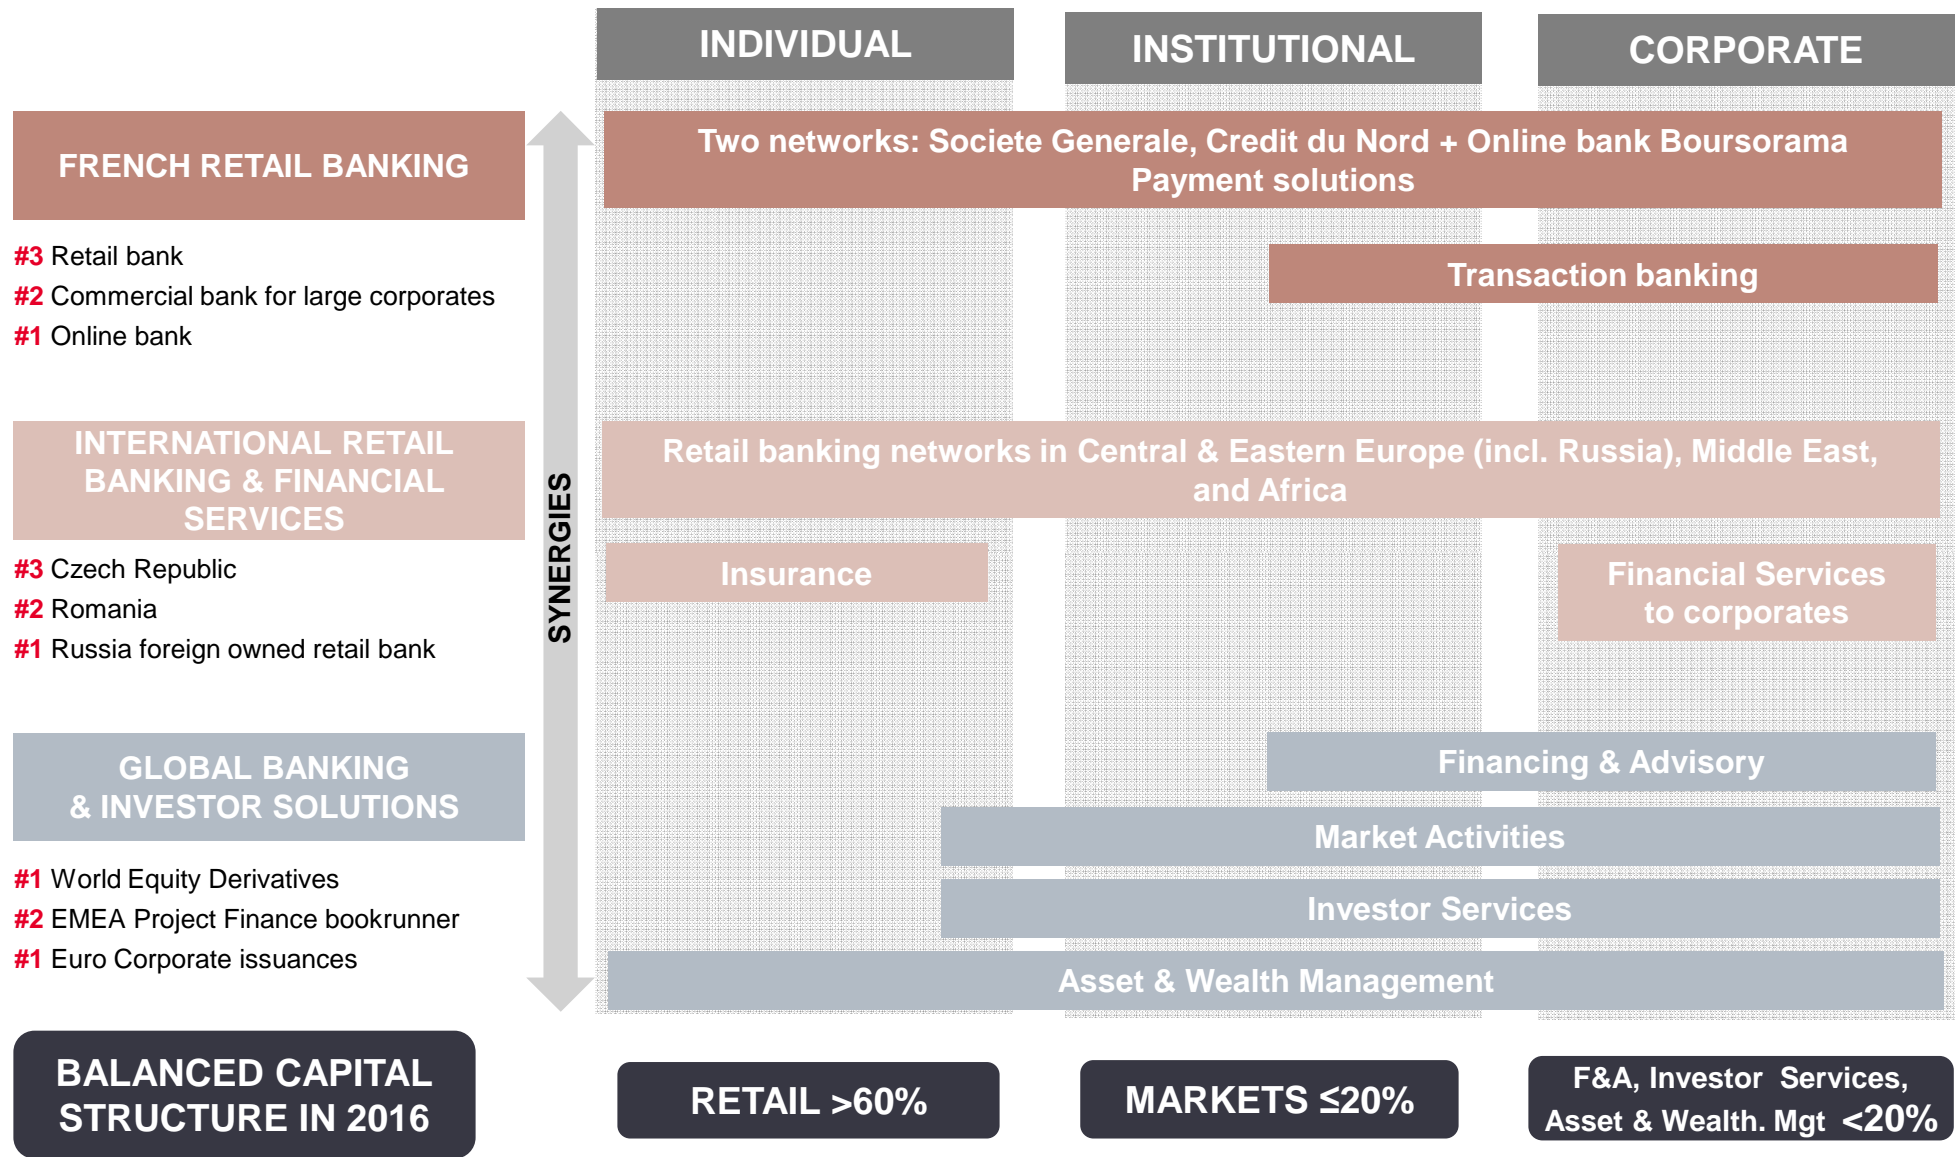 INDIVIDUAL
INSTITUTIONAL
CORPORATE
FRENCH RETAIL BANKING
Two networks: Societe Generale, Credit du Nord + Online bank Boursorama
Payment solutions
#3 Retail bank
#2 Commercial bank for large corporates
#1 Online bank
Transaction banking
SYNERGIES
INTERNATIONAL RETAIL
BANKING & FINANCIAL
SERVICES
Retail banking networks in Central & Eastern Europe (incl. Russia), Middle East,
and Africa
#3 Czech Republic
#2 Romania
#1 Russia foreign owned retail bank
Insurance
Financial Services
to corporates
GLOBAL BANKING
& INVESTOR SOLUTIONS
Financing & Advisory
Market Activities
Investor Services
Asset & Wealth Management
#1 World Equity Derivatives
#2 EMEA Project Finance bookrunner
#1 Euro Corporate issuances
BALANCED CAPITAL
STRUCTURE IN 2016
RETAIL >60%
MARKETS ≤20%
F&A, Investor Services,
Asset & Wealth. Mgt <20%